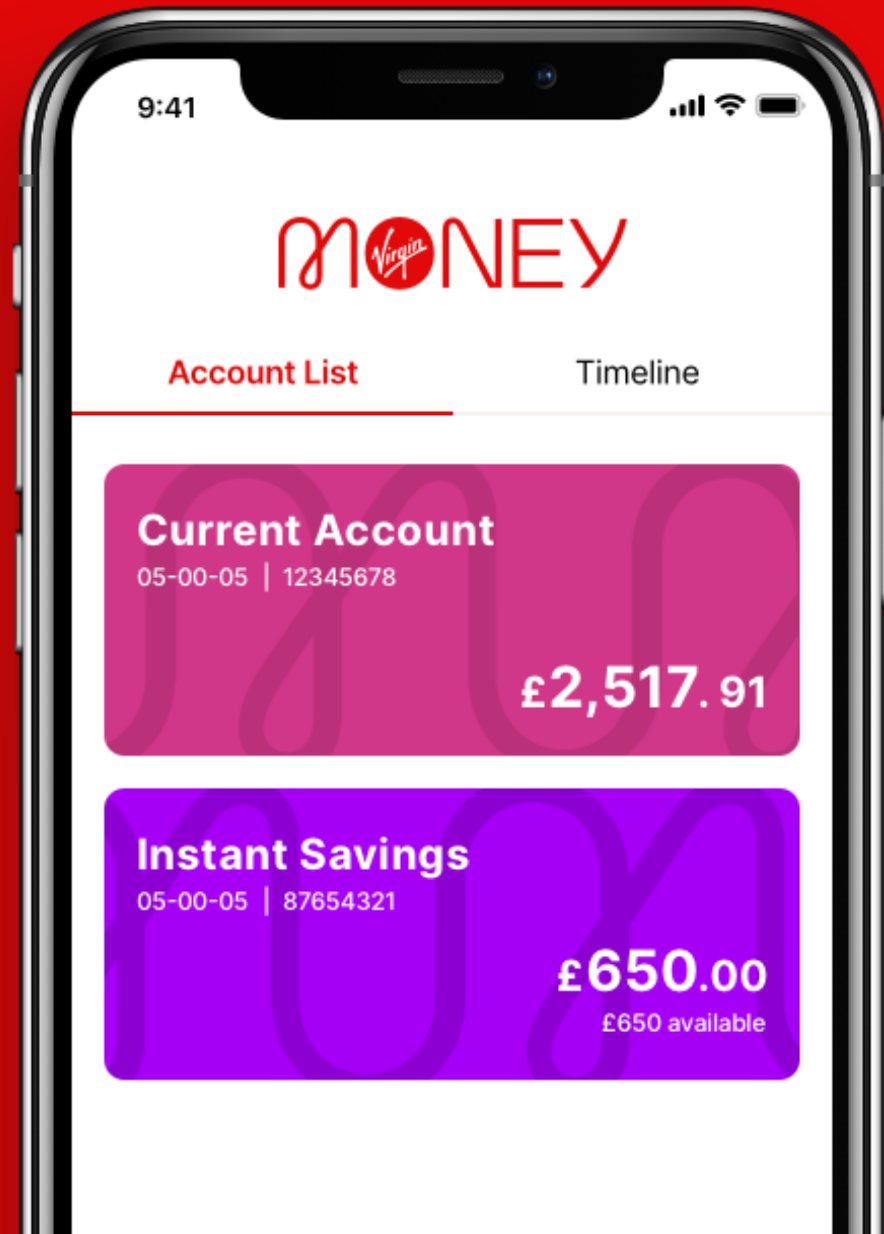 9:41
MONEY
Virgin
Account List
Timeline
Current Account
05-00-05 | 12345678
£2,517. 91
Instant Savings
05-00-05 | 87654321
£650.00
£650 available